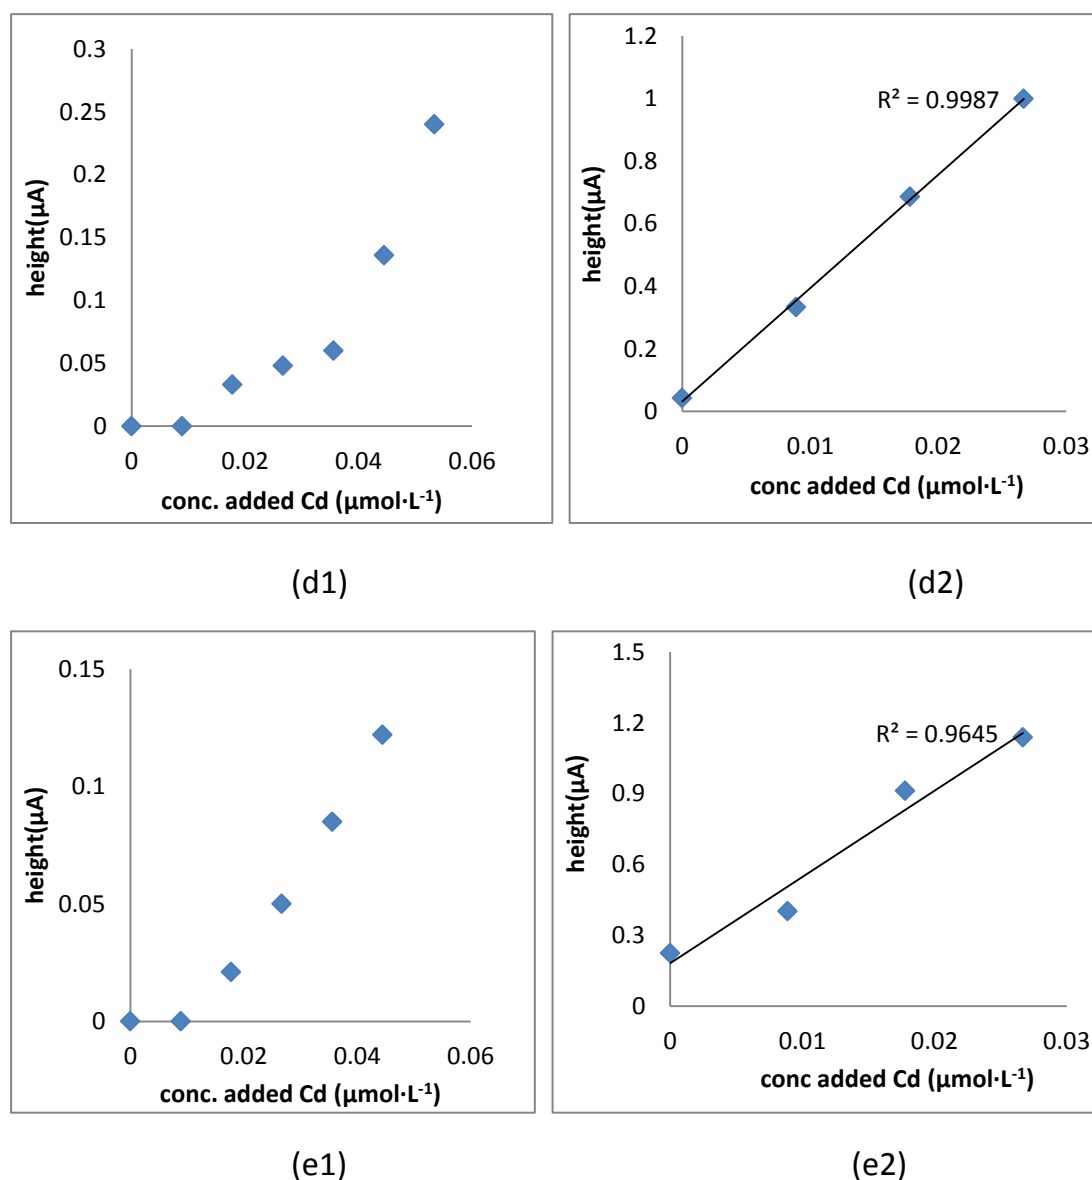 0.3
0.25
0.2
0.15
0.1
0.05
0
height(µA)
0
0.02
0.04
0.06
conc. added Cd (µmol·L⁻¹)
(d1)
1.2
1
0.8
0.6
0.4
0.2
0
height(µA)
R² = 0.9987
0
0.01
0.02
0.03
conc added Cd (µmol·L⁻¹)
(d2)
0.15
0.1
0.05
0
height(µA)
0
0.02
0.04
0.06
conc. added Cd (µmol·L⁻¹)
(e1)
1.5
1.2
0.9
0.6
0.3
0
height(µA)
R² = 0.9645
0
0.01
0.02
0.03
conc added Cd (µmol·L⁻¹)
(e2)